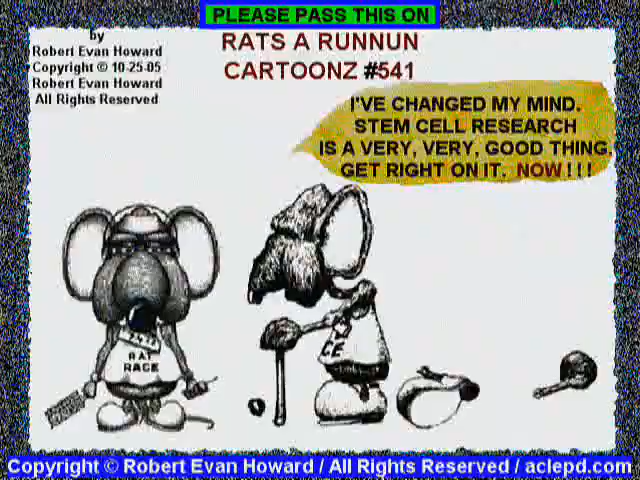 PLEASE PASS THIS ON
by
Robert Evan Howard
Copyright © 10-25-05
Robert Evan Howard
All Rights Reserved
RATS A RUNNUN
CARTOONZ #541
I'VE CHANGED MY MIND.
STEM CELL RESEARCH
IS A VERY, VERY, GOOD THING.
GET RIGHT ON IT. NOW ! ! !
RAT
RACE
CE
Copyright © Robert Evan Howard / All Rights Reserved / aclepd.com